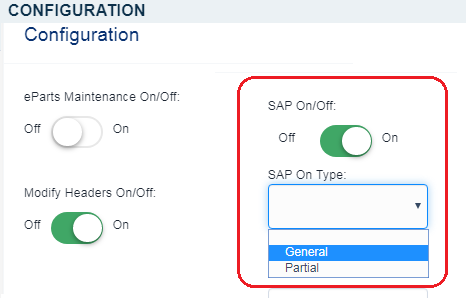 CONFIGURATION
Configuration
eParts Maintenance On/Off:
Off On
Modify Headers On/Off:
Off On
SAP On/Off:
Off On
SAP On Type:
General
Partial